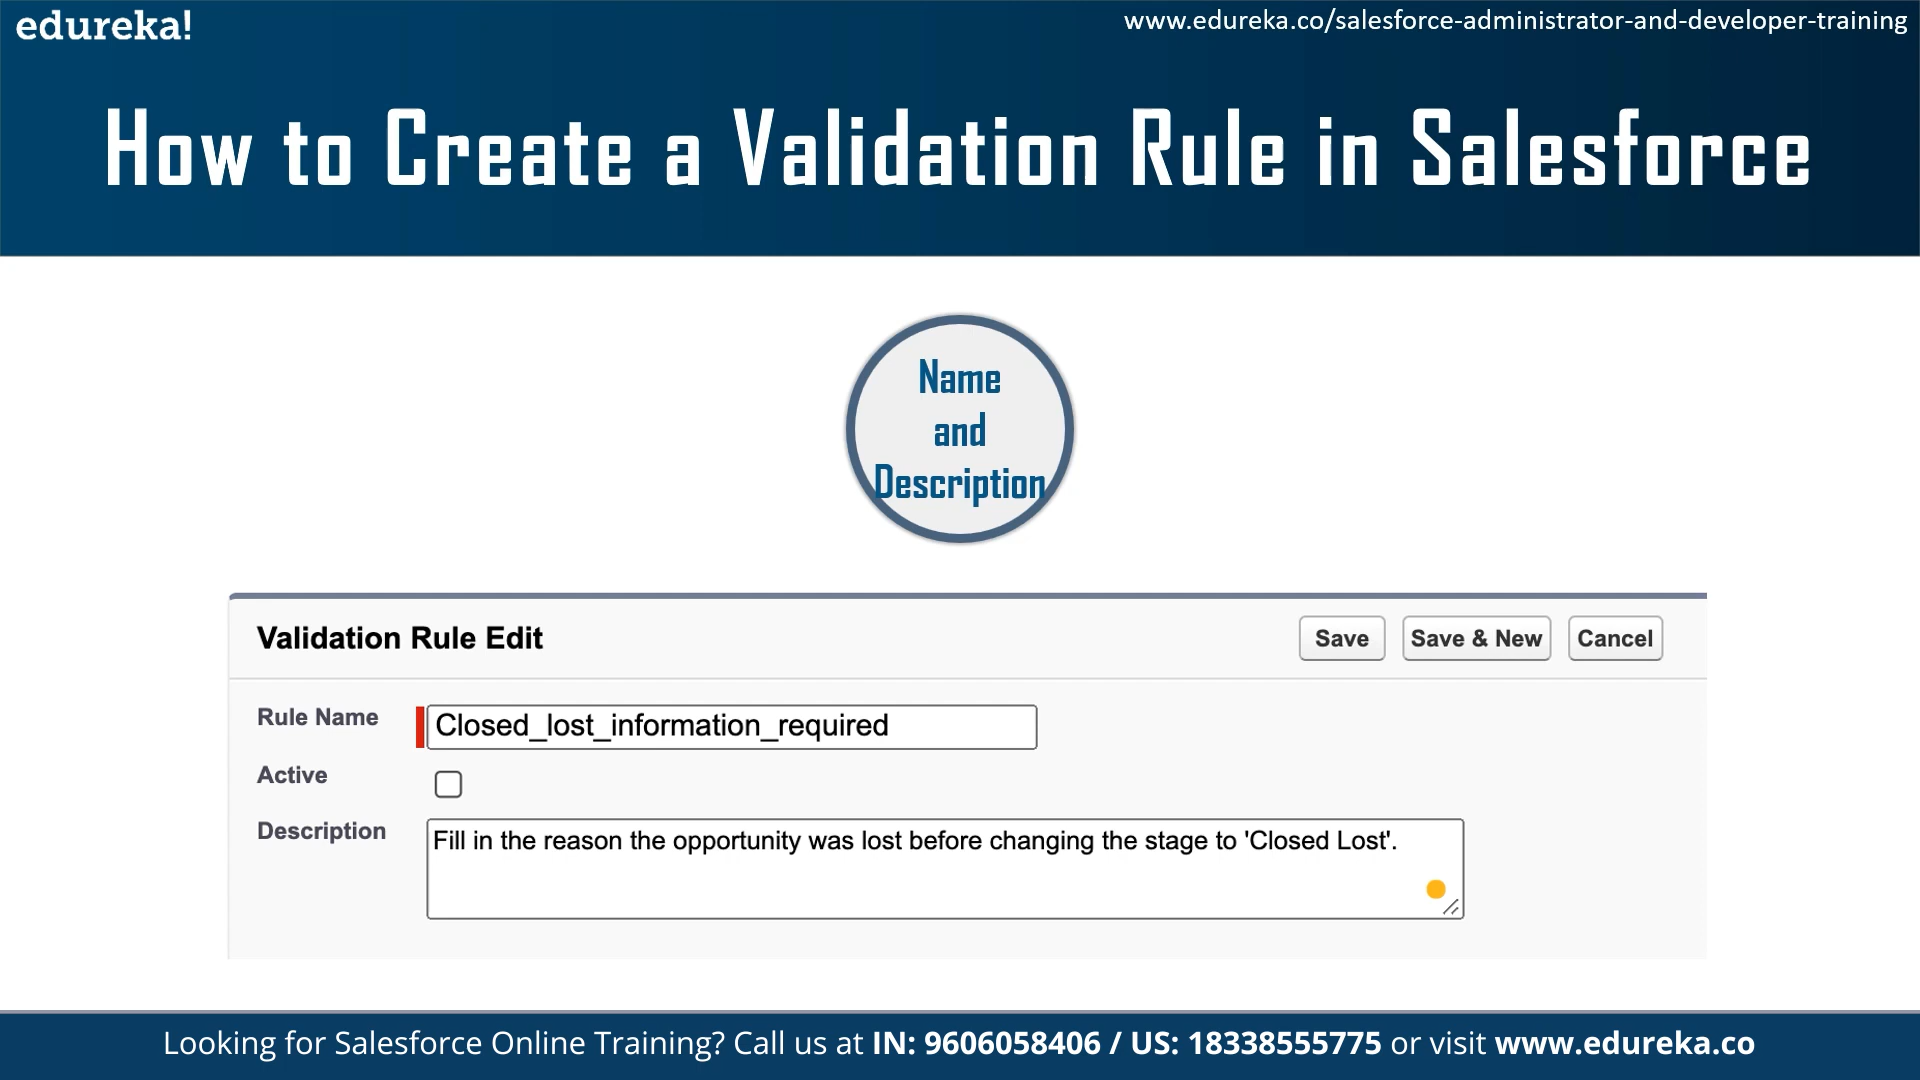 edureka!
www.edureka.co/salesforce-administrator-and-developer-training
How to Create a Validation Rule in Salesforce
Name
and
Description
Validation Rule Edit
Save
Save & New
Cancel
Rule Name
Closed_lost_information_required
Active
Description
Fill in the reason the opportunity was lost before changing the stage to 'Closed Lost'.
Looking for Salesforce Online Training? Call us at IN: 9606058406 / US: 18338555775 or visit www.edureka.co